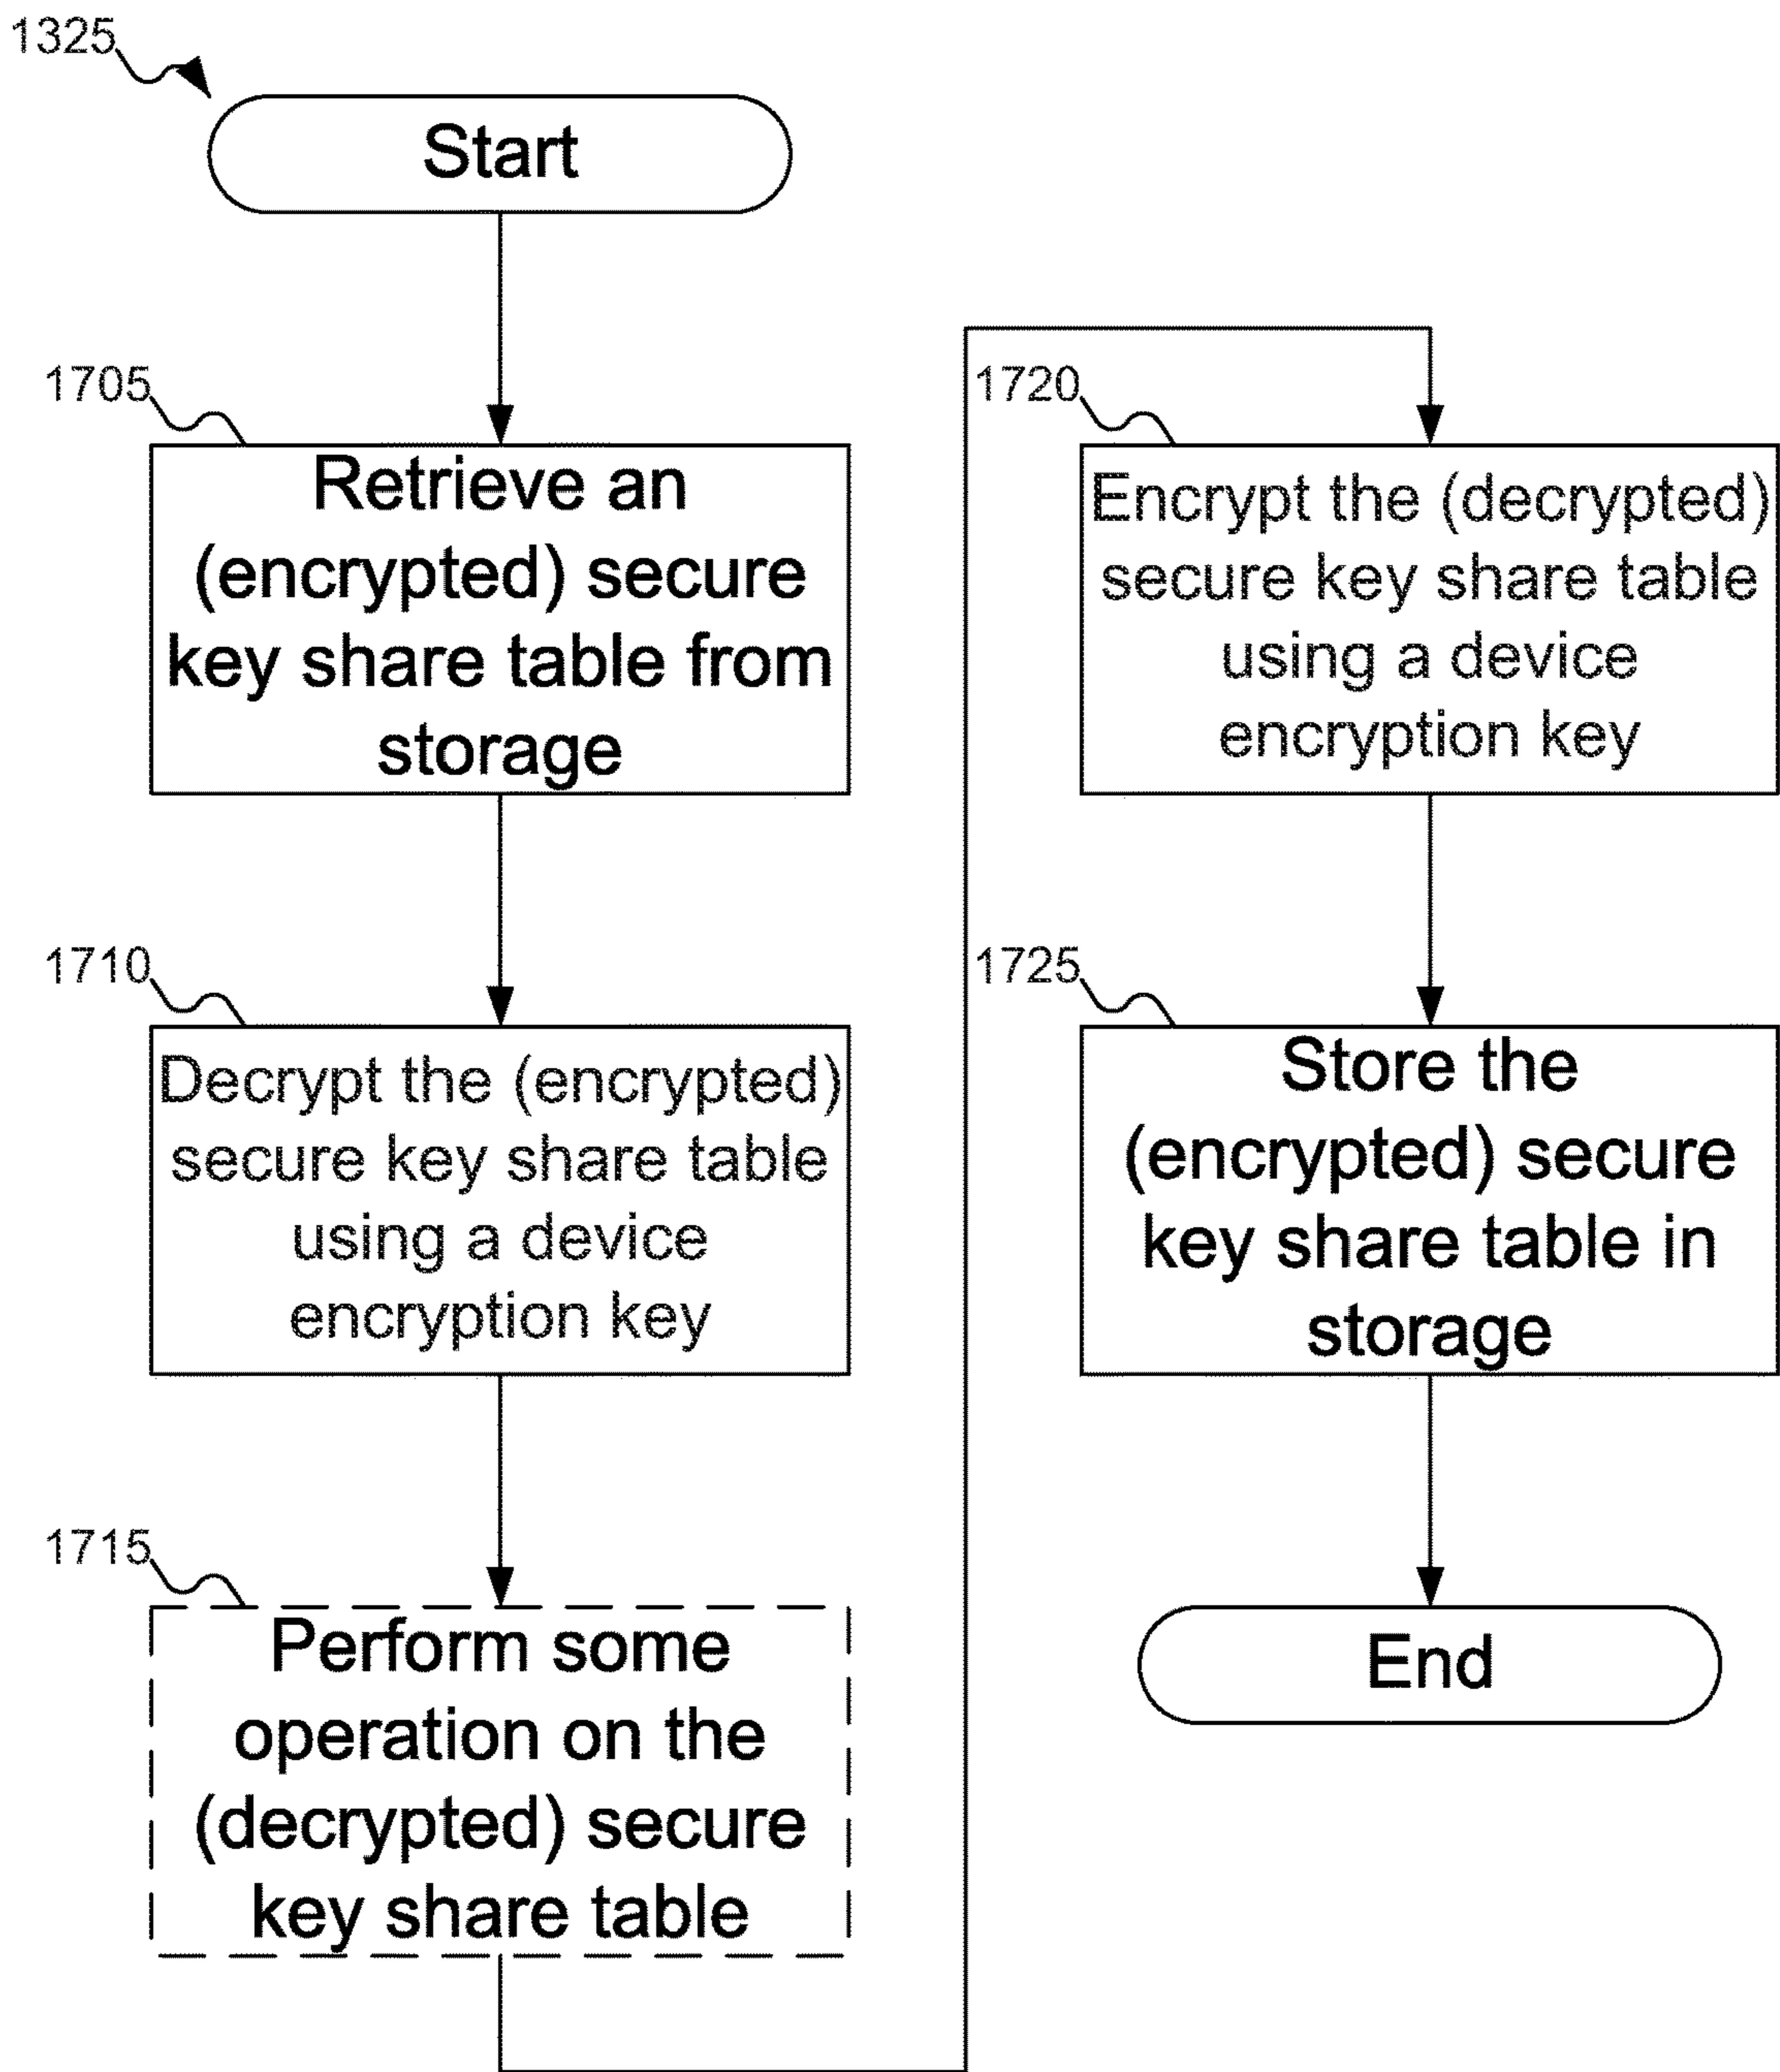 1325
Start
1705
Retrieve an
(encrypted) secure
key share table from
storage
1710
Decrypt the (encrypted)
secure key share table
using a device
encryption key
1715
Perform some
operation on the
(decrypted) secure
key share table
1720
Encrypt the (decrypted)
secure key share table
using a device
encryption key
1725
Store the
(encrypted) secure
key share table in
storage
End